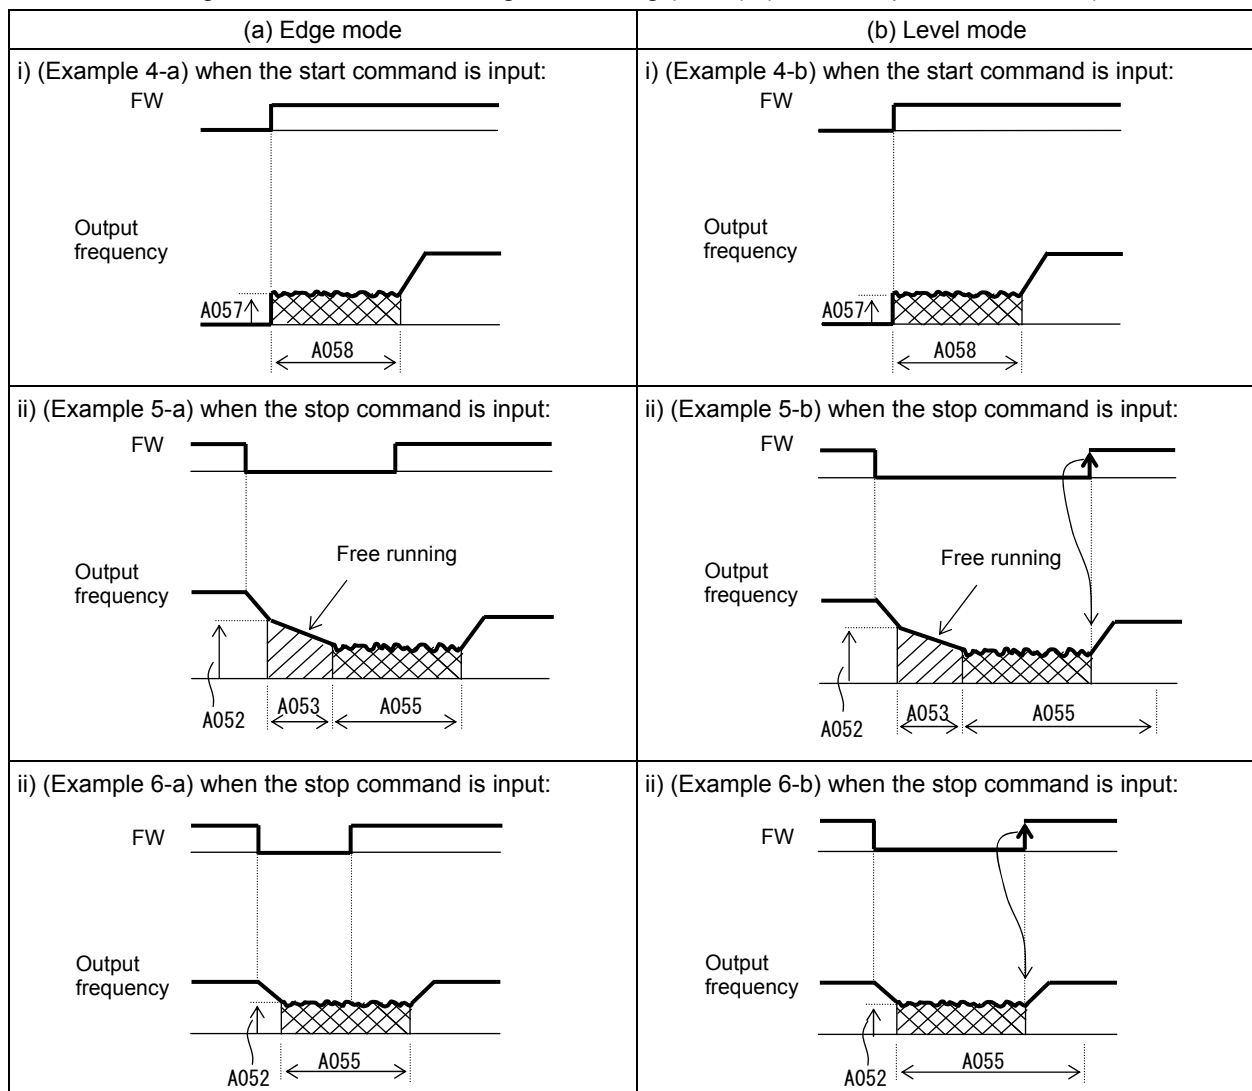 (a) Edge mode
(b) Level mode
i) (Example 4-a) when the start command is input:
FW
Output
frequency
A057
A058
i) (Example 4-b) when the start command is input:
FW
Output
frequency
A057
A058
ii) (Example 5-a) when the stop command is input:
FW
Free running
Output
frequency
A052
A053
A055
ii) (Example 5-b) when the stop command is input:
FW
Free running
Output
frequency
A052
A053
A055
ii) (Example 6-a) when the stop command is input:
FW
Output
frequency
A052
A055
ii) (Example 6-b) when the stop command is input:
FW
Output
frequency
A052
A055